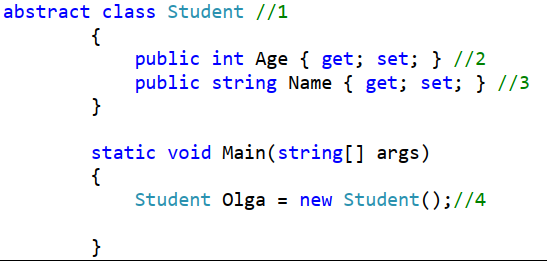 abstract class Student //1
{
public int Age { get; set; } //2
public string Name { get; set; } //3
}
static void Main(string[] args)
{
Student Olga = new Student();//4
}